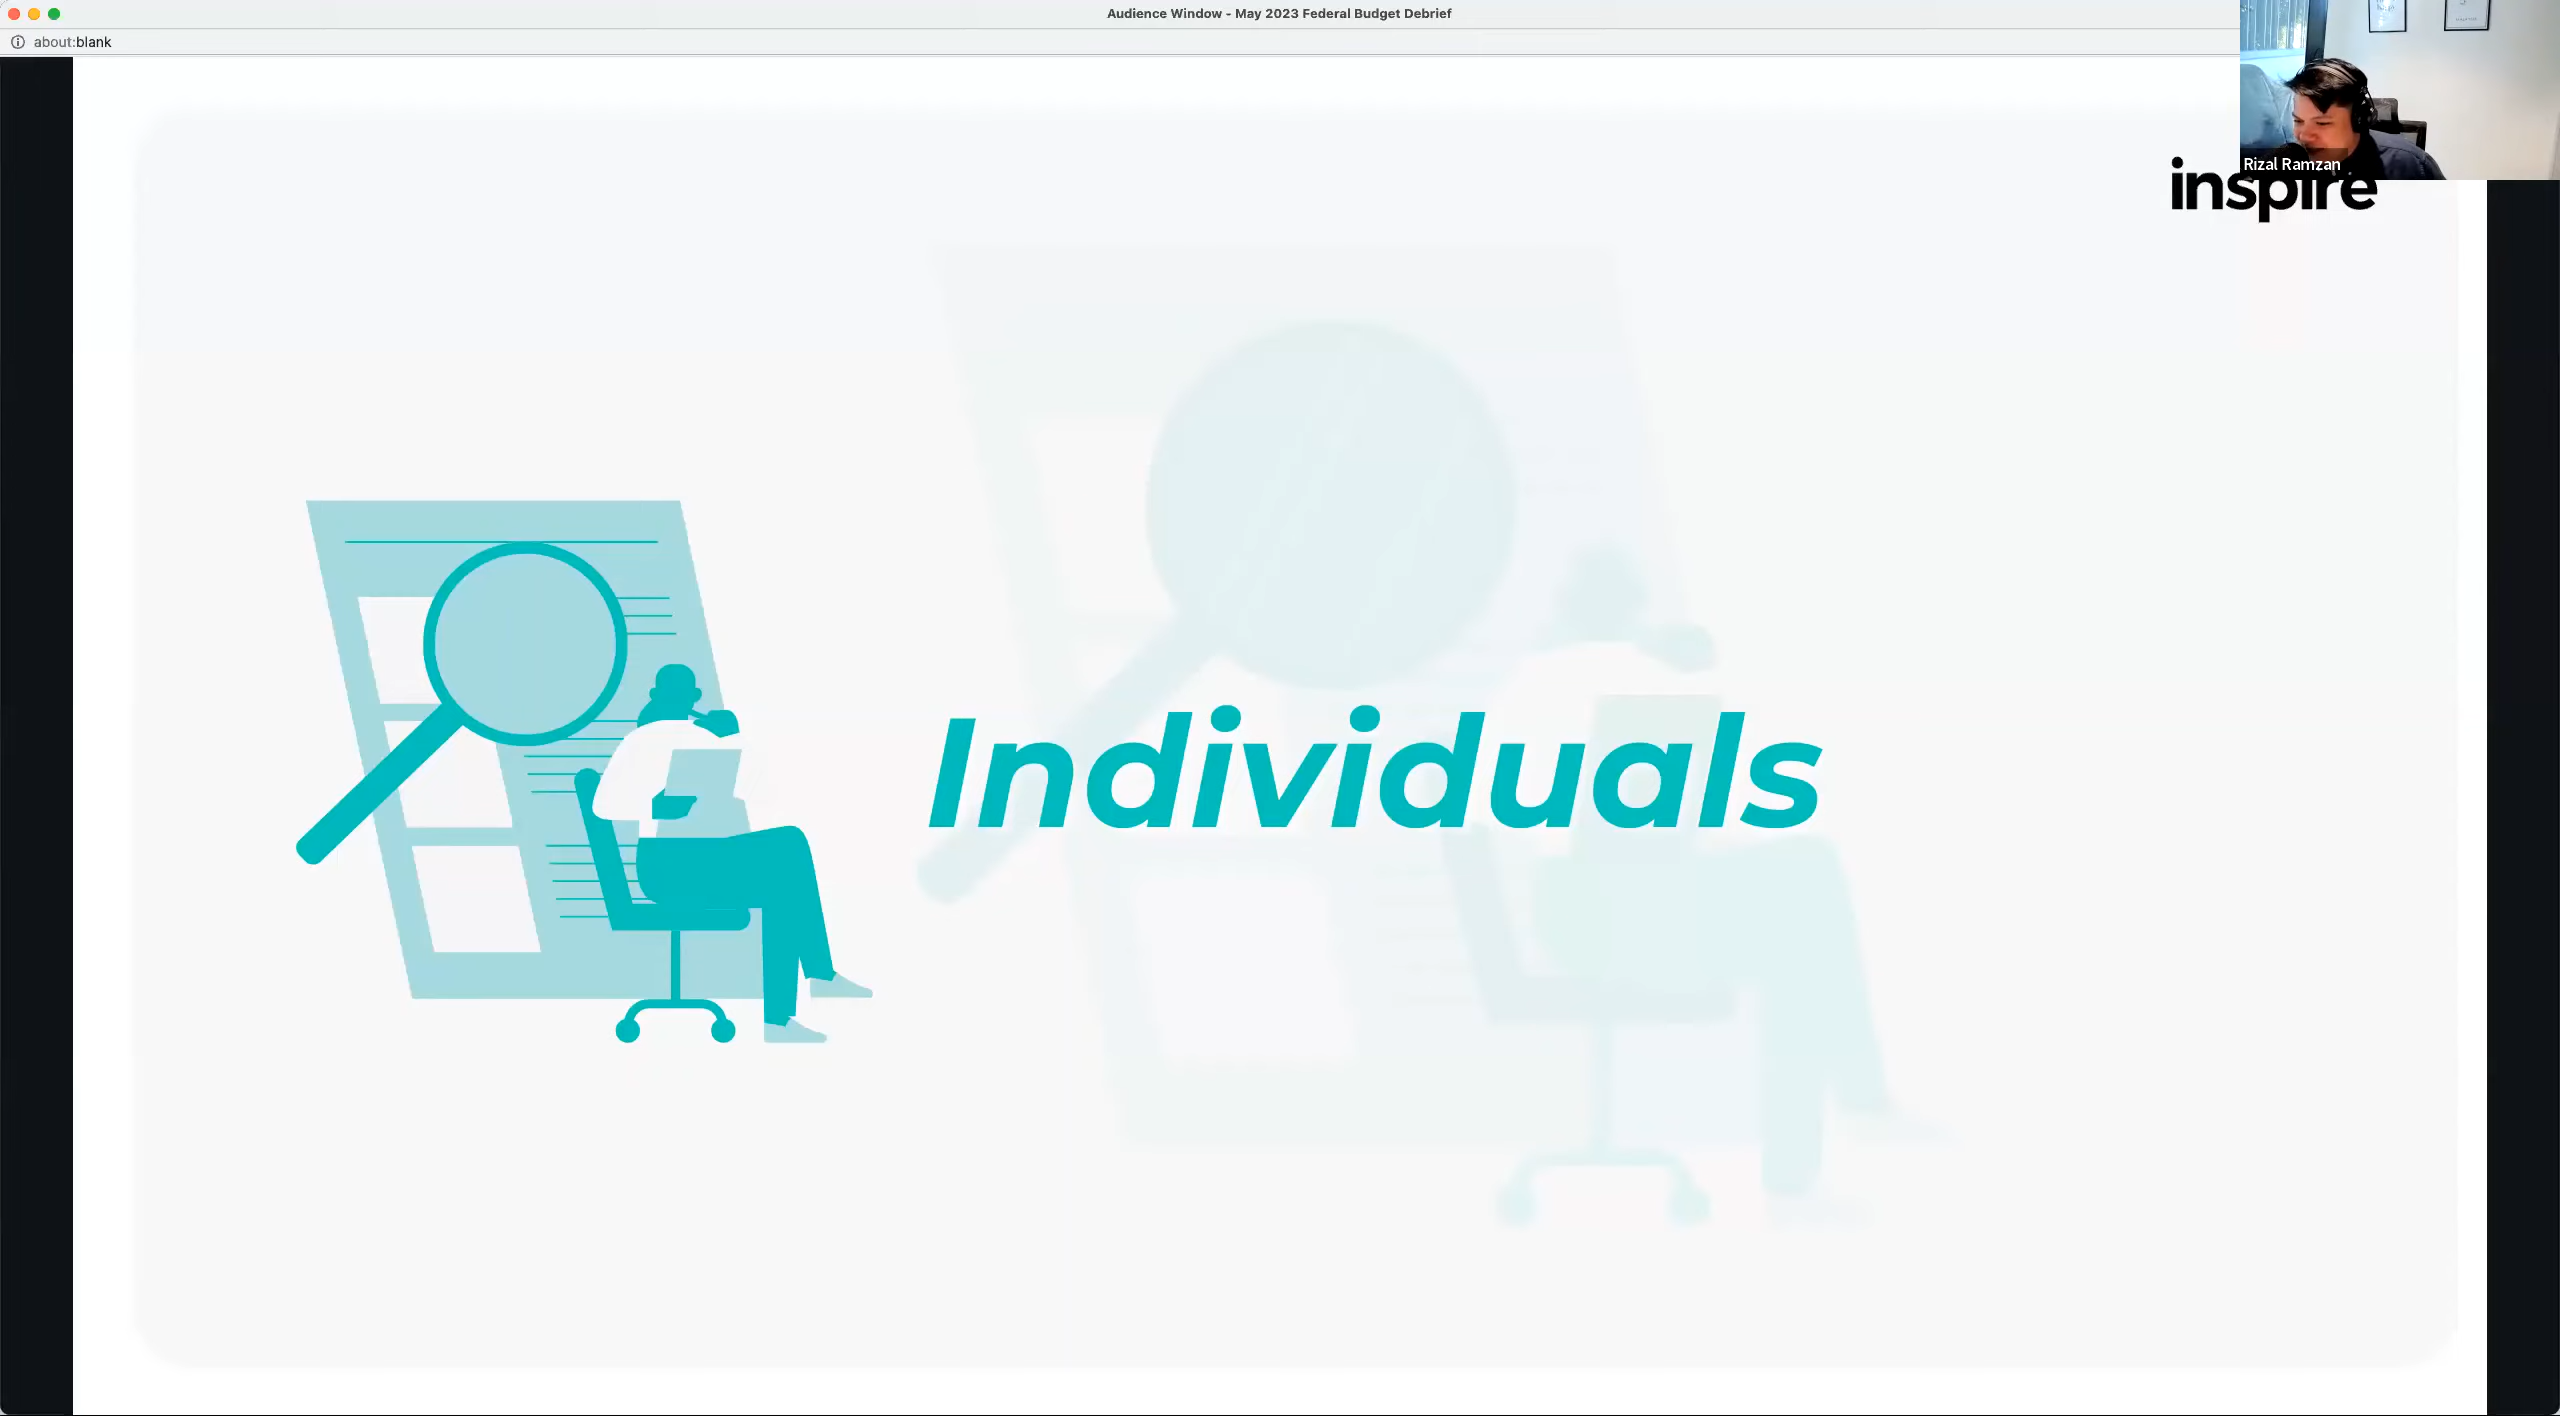 Audience Window - May 2023 Federal Budget Debrief
about:blank
Rizal Ramzan
inspire
Individuals